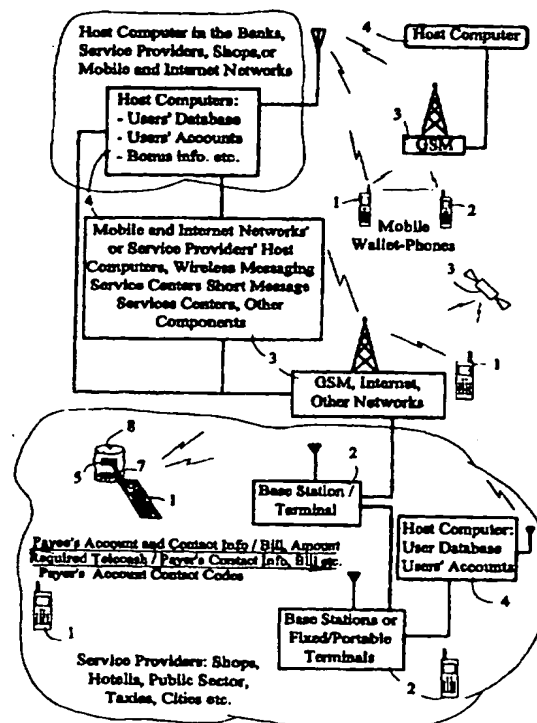 Host Computer in the Banks,
Service Providers, Shops, or
Mobile and Internet Networks
Host Computers:
- Users' Database
- Users' Accounts
- Bonus info. etc.
4
4
Host Computer
3
GSM
1
2
Mobile
Wallet-Phones
Mobile and Internet Networks'
or Service Providers' Host
Computers, Wireless Messaging
Service Centers Short Message
Services Centers, Other
Components
3
3
1
GSM, Internet,
Other Networks
8
5
7
1
2
Base Station /
Terminal
Host Computer:
User Database
Users' Accounts
4
Payee's Account and Contact Info / Bill, Amount
Required Telecash / Payer's Contact Info, Bill etc.
Payer's Account Contact Codes
1
Base Stations or
Fixed/Portable
Terminals
2
Service Providers: Shops,
Hotells, Public Sector,
Taxies, Cities etc.